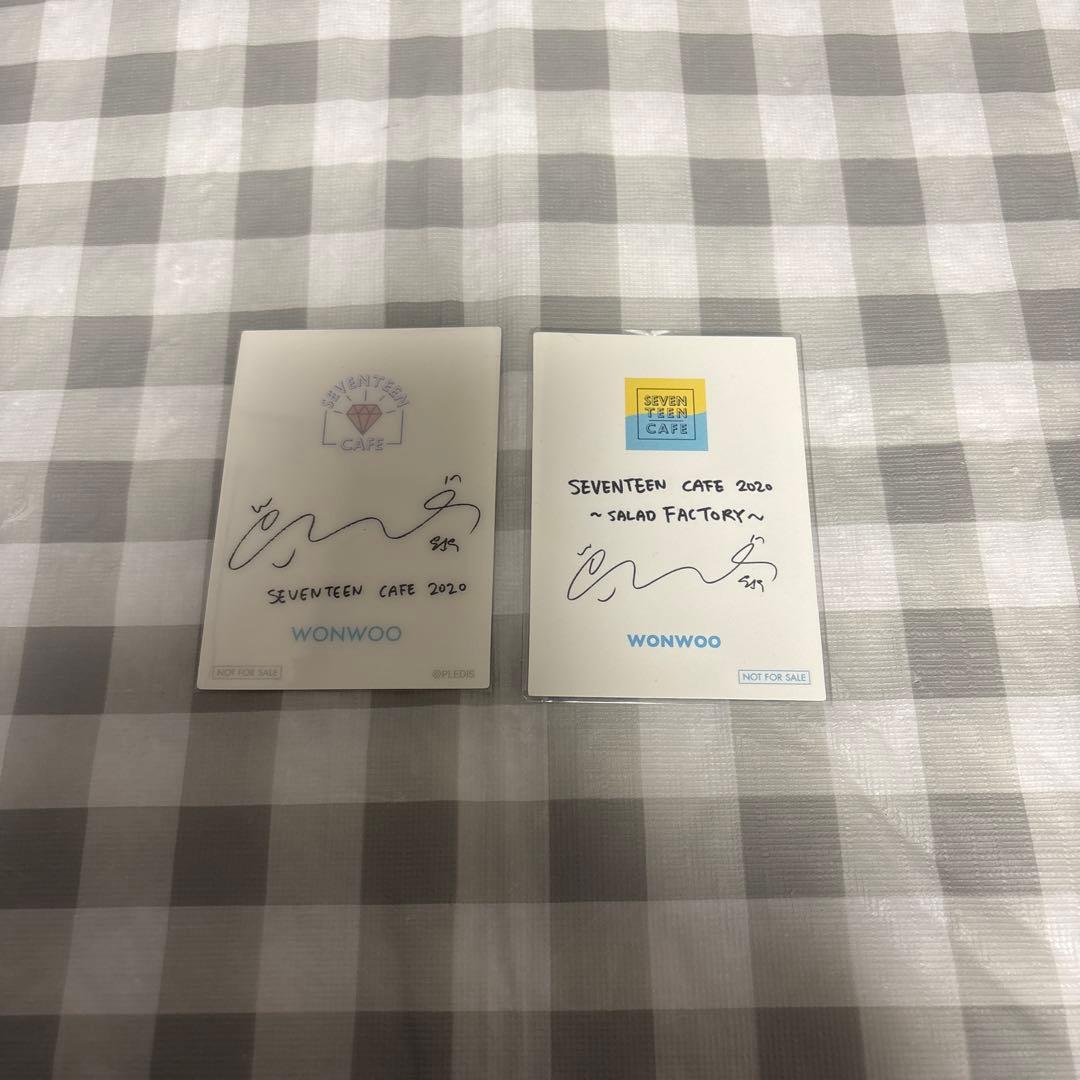 SEVENTEEN
CAFE
SEVENTEEN CAFE 2020
WONWOO
NOT FOR SALE
©PLEDIS
SEVEN
TEEN
CAFE
SEVENTEEN CAFE 2020
~SALAD FACTORY~
WONWOO
NOT FOR SALE